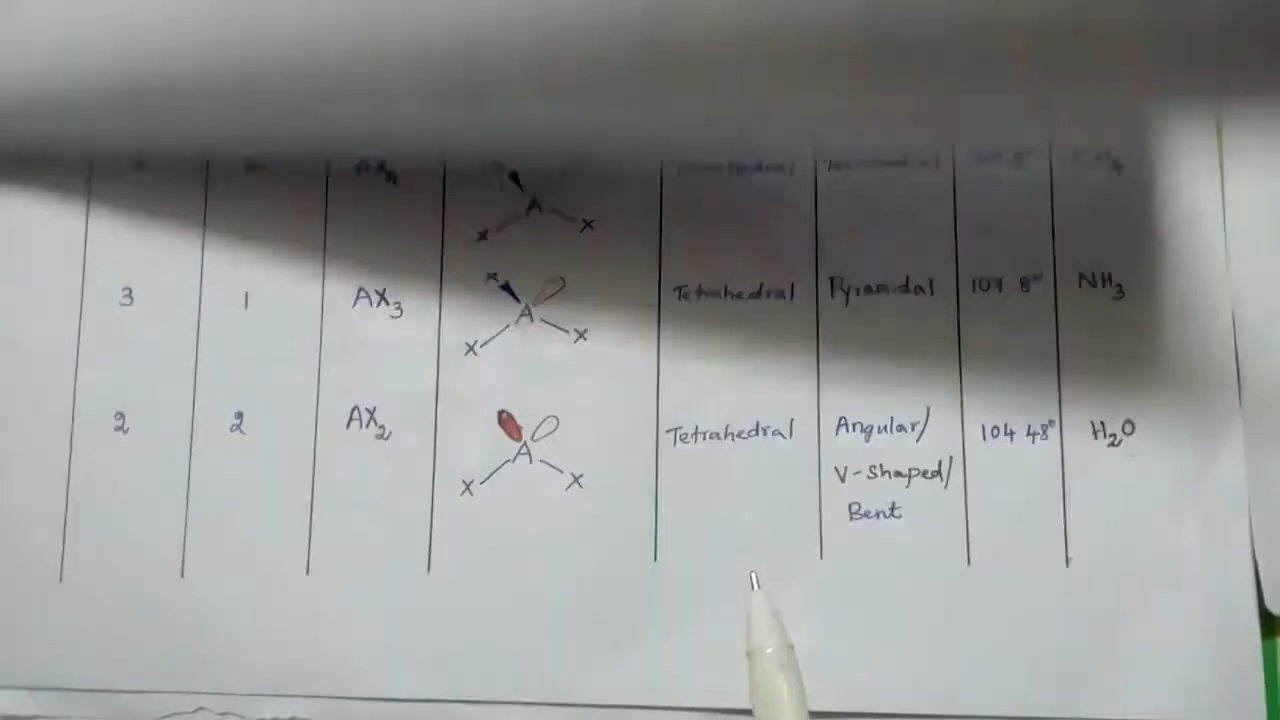 A
X X
3 1 AX₃ X A X X Tetrahedral Pyramidal 107 8° NH₃
2 2 AX₂ A X X Tetrahedral Angular/ 104 48° H₂O
V-shaped/
Bent